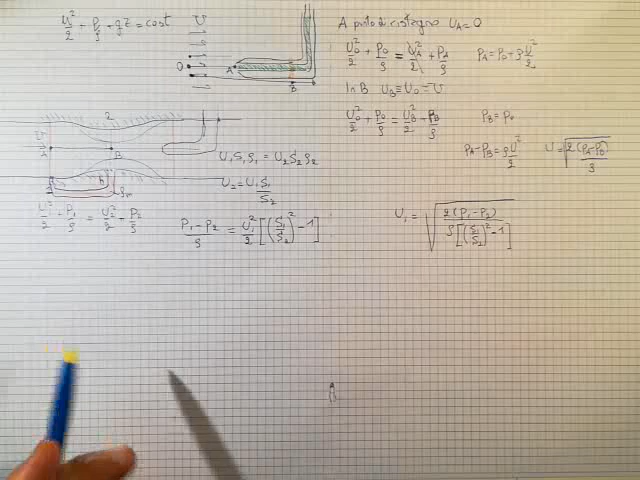 U²/2 + P/ρ + gz = cost
U
O
A
B
A punto di ristagno U_A = 0
U₀²/2 + P₀/ρ = U_A²/2 + P_A/ρ
P_A = P₀ + ρ U²/2
In B U_B ≡ U₀ = U
U₀²/2 + P₀/ρ = U_B²/2 + P_B/ρ
P_B = P₀
P_A - P_B = ρ U²/2
U = √(2(P_A - P_B)/ρ)
2
B
h
ρm
U₁S₁ρ₁ = U₂S₂ρ₂
U₂ = U₁ S₁/S₂
U₁²/2 + P₁/ρ = U₂²/2 + P₂/ρ
(P₁ - P₂)/ρ = U₁²/2 [(S₁/S₂)² - 1]
U₁ = √(2(P₁ - P₂)/(ρ[(S₁/S₂)² - 1]))